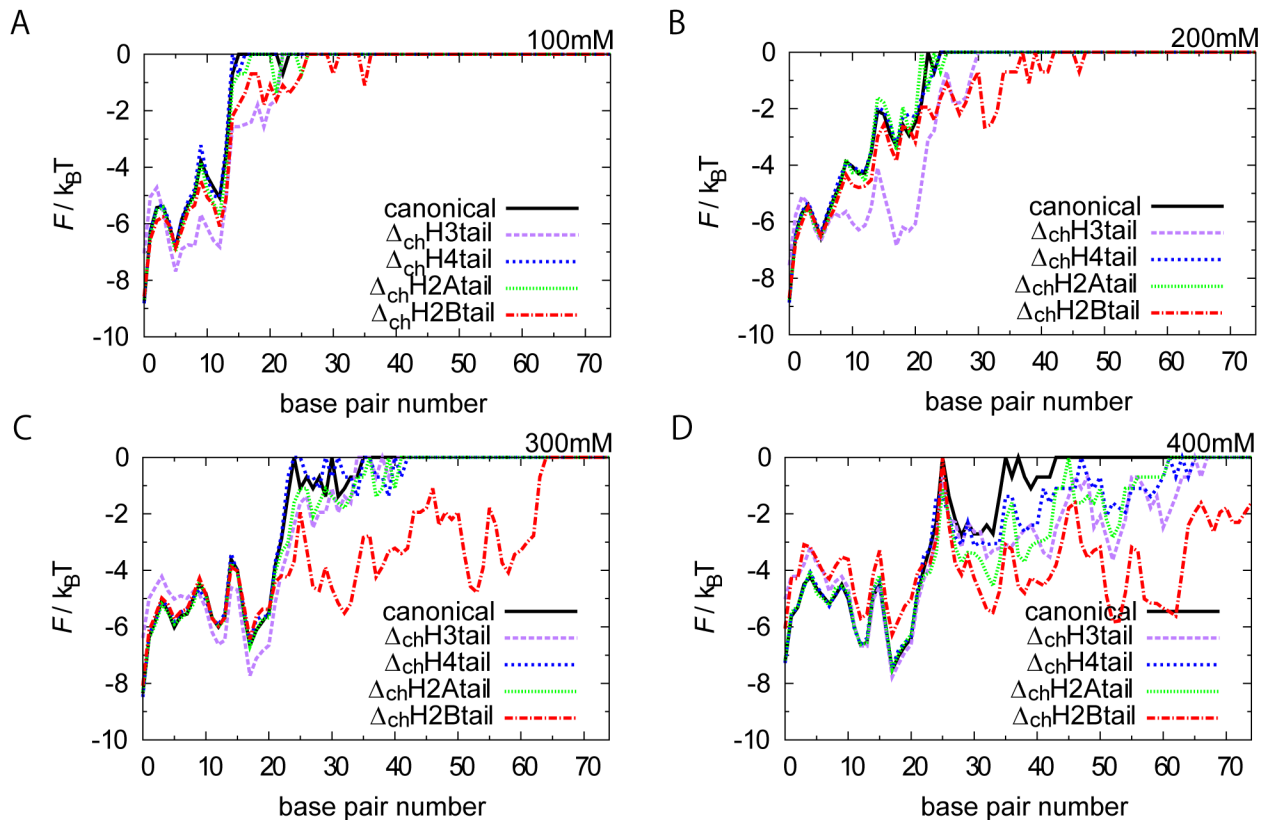 A
100mM
F / kBT
0
-2
-4
-6
-8
-10
canonical
ΔchH3tail
ΔchH4tail
ΔchH2Atail
ΔchH2Btail
0 10 20 30 40 50 60 70
base pair number
B
200mM
F / kBT
0
-2
-4
-6
-8
-10
canonical
ΔchH3tail
ΔchH4tail
ΔchH2Atail
ΔchH2Btail
0 10 20 30 40 50 60 70
base pair number
C
300mM
F / kBT
0
-2
-4
-6
-8
-10
canonical
ΔchH3tail
ΔchH4tail
ΔchH2Atail
ΔchH2Btail
0 10 20 30 40 50 60 70
base pair number
D
400mM
F / kBT
0
-2
-4
-6
-8
-10
canonical
ΔchH3tail
ΔchH4tail
ΔchH2Atail
ΔchH2Btail
0 10 20 30 40 50 60 70
base pair number